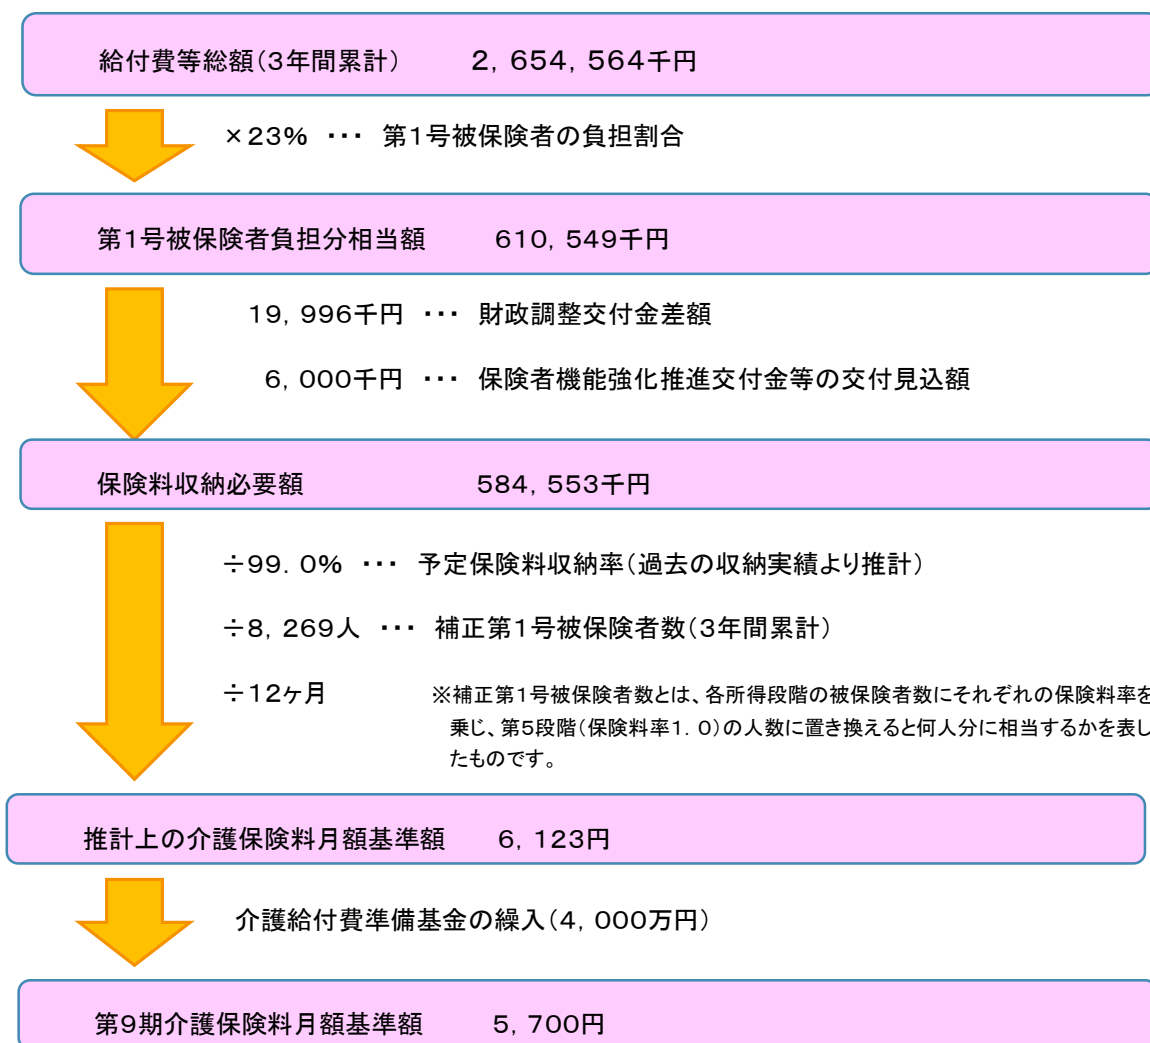 給付費等総額(3年間累計) 2,654,564千円
×23% ・・・ 第1号被保険者の負担割合
第1号被保険者負担分相当額 610,549千円
19,996千円 ・・・ 財政調整交付金差額
6,000千円 ・・・ 保険者機能強化推進交付金等の交付見込額
保険料収納必要額 584,553千円
÷99.0% ・・・ 予定保険料収納率(過去の収納実績より推計)
÷8,269人 ・・・ 補正第1号被保険者数(3年間累計)
÷12ヶ月 ※補正第1号被保険者数とは、各所得段階の被保険者数にそれぞれの保険料率を
乗じ、第5段階(保険料率1.0)の人数に置き換えると何人分に相当するかを表し
たものです。
推計上の介護保険料月額基準額 6,123円
介護給付費準備基金の繰入(4,000万円)
第9期介護保険料月額基準額 5,700円